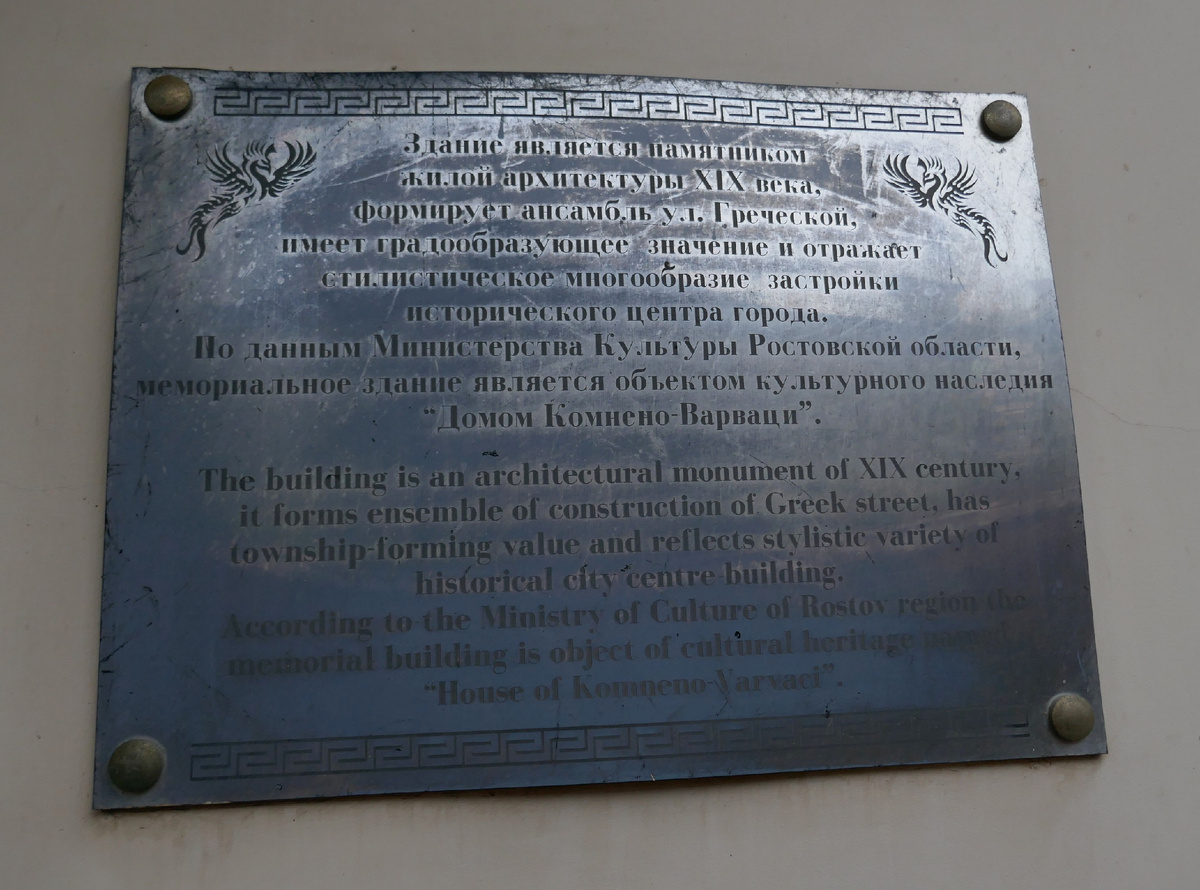 Здание является памятником
жилой архитектуры XIX века,
формирует ансамбль ул. Греческой,
имеет градообразующее значение и отражает
стилистическое многообразие застройки
исторического центра города.
По данным Министерства Культуры Ростовской области,
мемориальное здание является объектом культурного наследия
“Домом Комнено-Варваци”.
The building is an architectural monument of XIX century,
it forms ensemble of construction of Greek street, has
township-forming value and reflects stylistic variety of
historical city centre building.
According to the Ministry of Culture of Rostov region the
memorial building is object of cultural heritage named
“House of Komneno-Varvaci”.